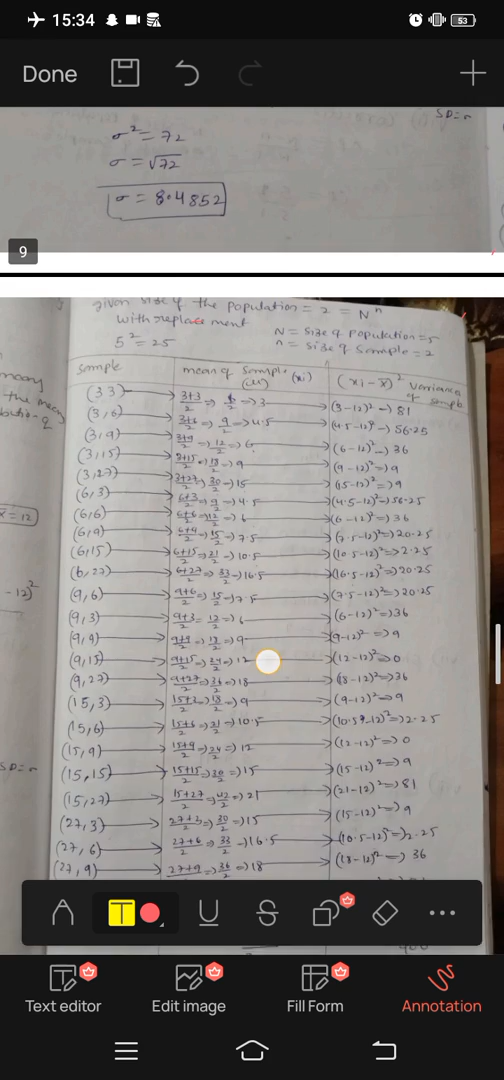 15:34
53
Done
SD=σ
σ² = 72
σ = √72
σ = 8.4852
9
given size of the population = 2 = Nⁿ
with replacement
N = size of population = 5
5² = 25
n = size of sample = 2
Sample
mean of sample (xi)
(xi - x̄)² variance of sample
(3 3) → 3+3/2 => 6/2 => 3 → (3-12)² -> 81
(3,6) → 3+6/2 => 9/2 -> 4.5 → (4.5-12)² -> 56.25
(3,9) → 3+9/2 => 12/2 => 6 → (6-12)² -> 36
(3,15) → 3+15/2 => 18/2 => 9 → (9-12)² => 9
(3,27) → 3+27/2 => 30/2 -> 15 → (15-12)² => 9
(6,3) → 6+3/2 => 9/2 => 4.5 → (4.5-12)² => 56.25
(6,6) → 6+6/2 => 12/2 -> 6 → (6-12)² => 36
(6,9) → 6+9/2 => 15/2 -> 7.5 → (7.5-12)² => 20.25
(6,15) → 6+15/2 => 21/2 -> 10.5 → (10.5-12)² => 2.25
(6,27) → 6+27/2 => 33/2 -> 16.5 → (16.5-12)² => 20.25
(9,6) → 9+6/2 => 15/2 => 7.5 → (7.5-12)² => 20.25
(9,3) → 9+3/2 = 12/2 -> 6 → (6-12)² => 36
(9,9) → 9+9/2 => 18/2 -> 9 → (9-12)² => 9
(9,15) → 9+15/2 => 24/2 -> 12 → (12-12)² => 0
(9,27) → 9+27/2 => 36/2 -> 18 → (18-12)² => 36
(15,3) → 15+3/2 => 18/2 => 9 → (9-12)² => 9
(15,6) → 15+6/2 => 21/2 => 10.5 → (10.5-12)² => 2.25
(15,9) → 15+9/2 => 24/2 => 12 → (12-12)² => 0
(15,15) → 15+15/2 => 30/2 => 15 → (15-12)² => 9
(15,27) → 15+27/2 => 42/2 => 21 → (21-12)² => 81
(27,3) → 27+3/2 => 30/2 => 15 → (15-12)² => 9
(27,6) → 27+6/2 => 33/2 => 16.5 → (10.5-12)² => 2.25
(27,9) → 27+9/2 => 36/2 => 18 → (18-12)² => 36
many
the mean
x̄ = 12
- 12)²
SD=σ
Text editor
Edit image
Fill Form
Annotation